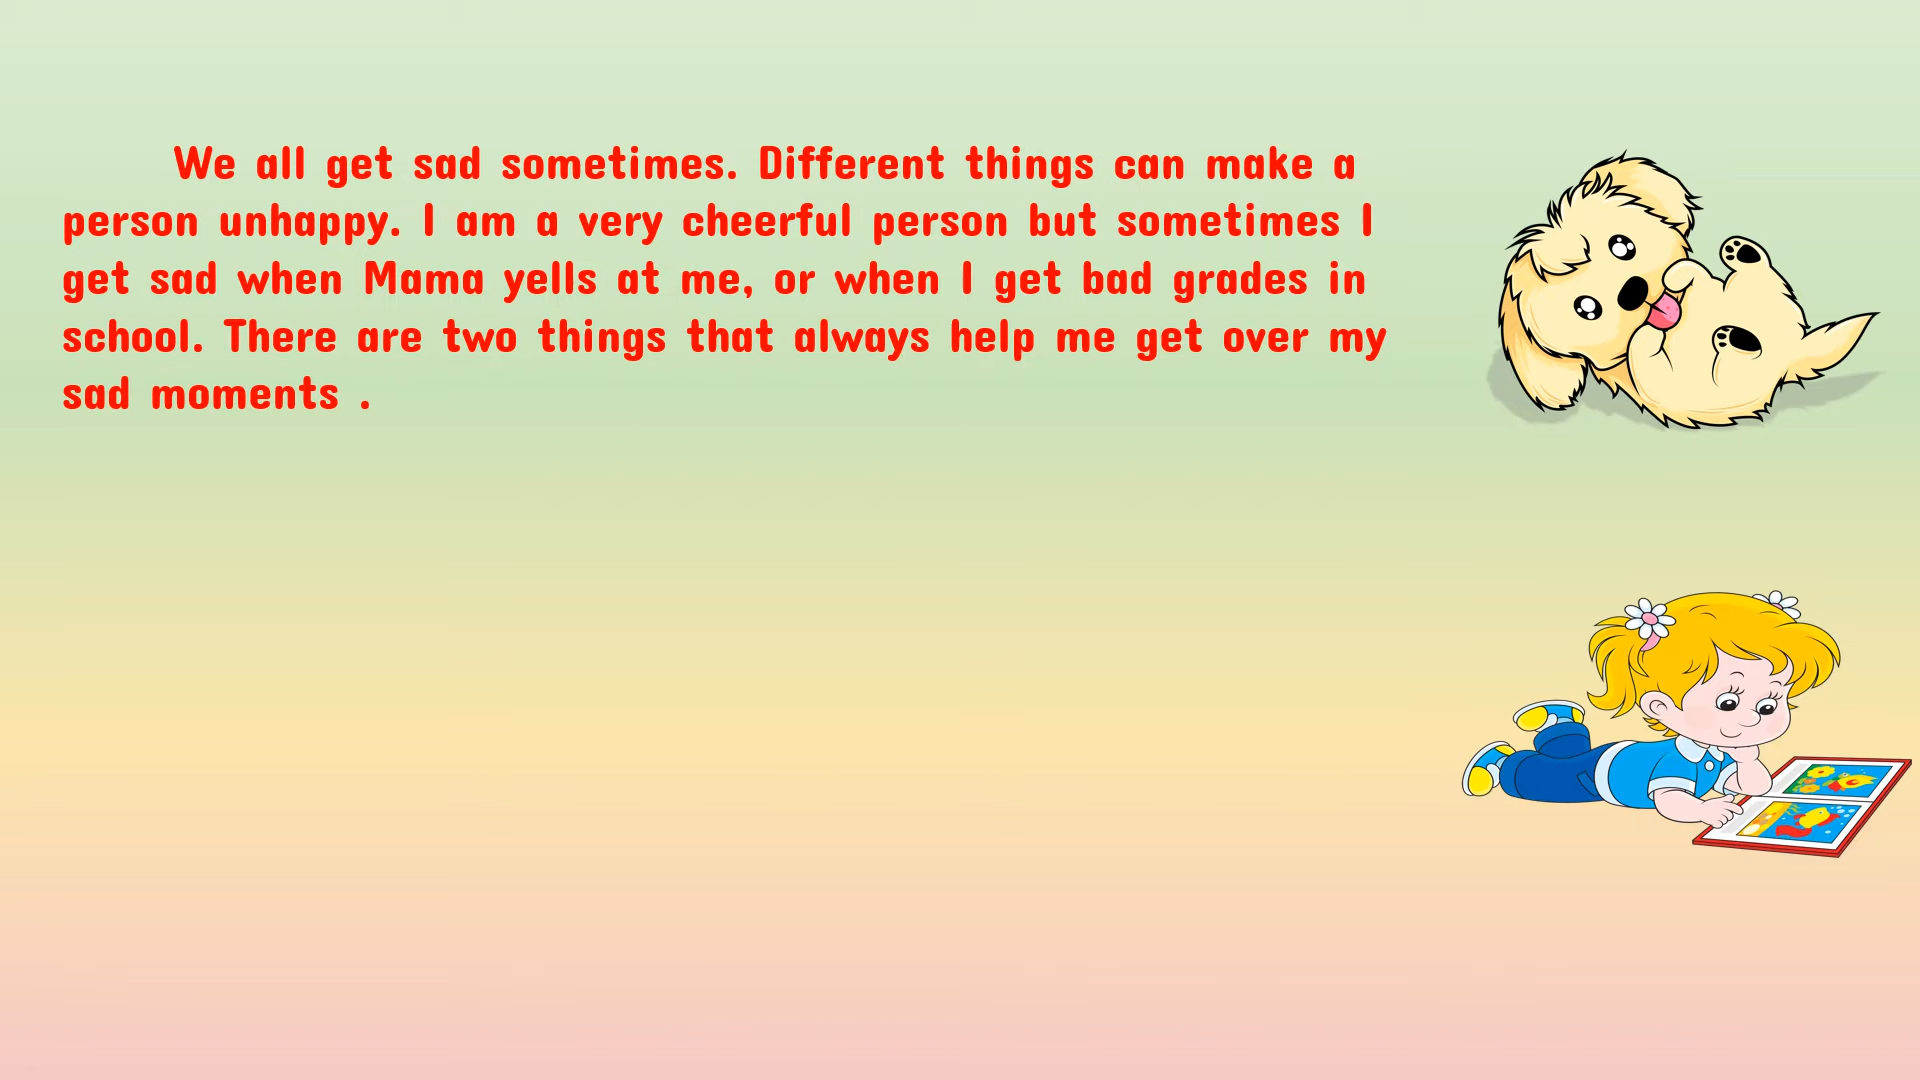 We all get sad sometimes. Different things can make a
person unhappy. I am a very cheerful person but sometimes I
get sad when Mama yells at me, or when I get bad grades in
school. There are two things that always help me get over my
sad moments .